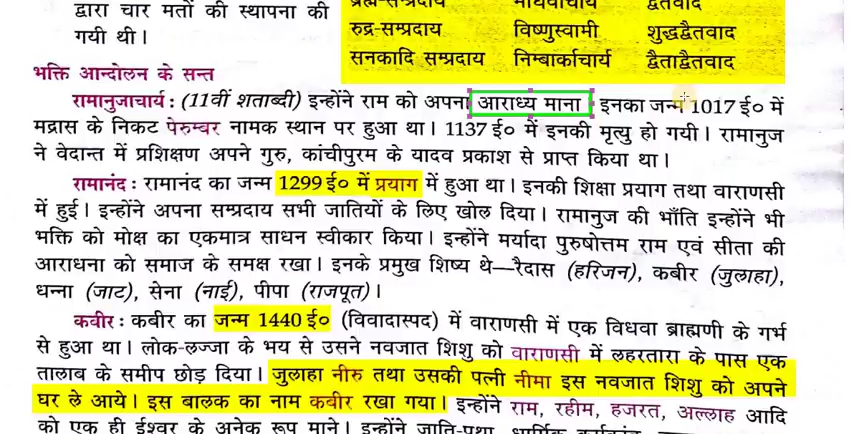 द्वारा चार मतों की स्थापना की
गयी थी।
ब्रह्म-सम्प्रदाय माधवाचार्य द्वैतवाद
रुद्र-सम्प्रदाय विष्णुस्वामी शुद्धद्वैतवाद
सनकादि सम्प्रदाय निम्बार्काचार्य द्वैताद्वैतवाद
भक्ति आन्दोलन के सन्त
रामानुजाचार्य : (11वीं शताब्दी) इन्होंने राम को अपना आराध्य माना। इनका जन्म 1017 ई० में
मद्रास के निकट पेरुम्बर नामक स्थान पर हुआ था। 1137 ई० में इनकी मृत्यु हो गयी। रामानुज
ने वेदान्त में प्रशिक्षण अपने गुरु, कांचीपुरम के यादव प्रकाश से प्राप्त किया था।
रामानंद : रामानंद का जन्म 1299 ई० में प्रयाग में हुआ था। इनकी शिक्षा प्रयाग तथा वाराणसी
में हुई। इन्होंने अपना सम्प्रदाय सभी जातियों के लिए खोल दिया। रामानुज की भाँति इन्होंने भी
भक्ति को मोक्ष का एकमात्र साधन स्वीकार किया। इन्होंने मर्यादा पुरुषोत्तम राम एवं सीता की
आराधना को समाज के समक्ष रखा। इनके प्रमुख शिष्य थे—रैदास (हरिजन), कबीर (जुलाहा),
धन्ना (जाट), सेना (नाई), पीपा (राजपूत)।
कबीर : कबीर का जन्म 1440 ई० (विवादास्पद) में वाराणसी में एक विधवा ब्राह्मणी के गर्भ
से हुआ था। लोक-लज्जा के भय से उसने नवजात शिशु को वाराणसी में लहरतारा के पास एक
तालाब के समीप छोड़ दिया। जुलाहा नीरु तथा उसकी पत्नी नीमा इस नवजात शिशु को अपने
घर ले आये। इस बालक का नाम कबीर रखा गया। इन्होंने राम, रहीम, हजरत, अल्लाह आदि
को एक ही ईश्वर के अनेक रूप माने। इन्होंने जाति-प्रथा, धार्मिक